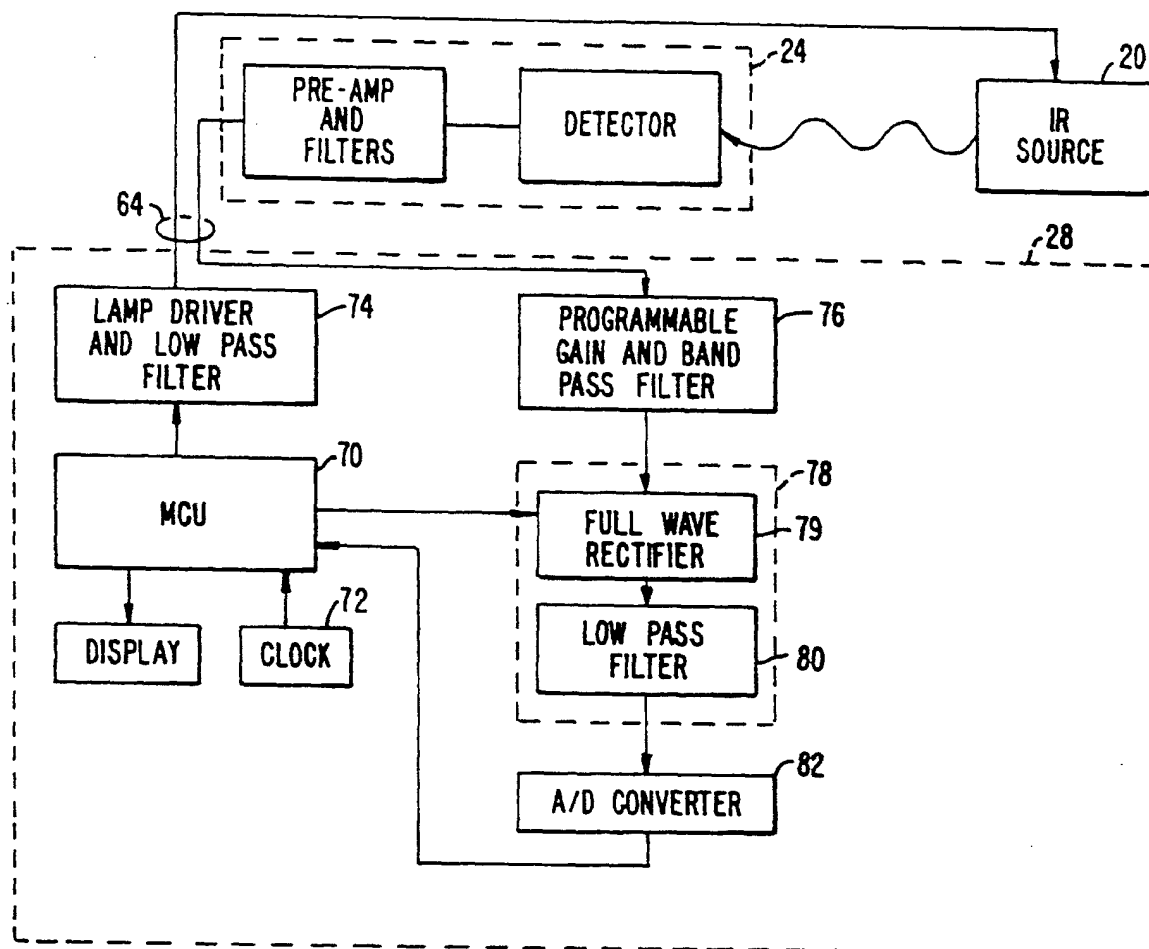 24
20
PRE-AMP
AND
FILTERS
DETECTOR
IR
SOURCE
64
28
LAMP DRIVER
AND LOW PASS
FILTER
74
PROGRAMMABLE
GAIN AND BAND
PASS FILTER
76
70
MCU
78
FULL WAVE
RECTIFIER
79
72
DISPLAY
CLOCK
LOW PASS
FILTER
80
82
A/D CONVERTER